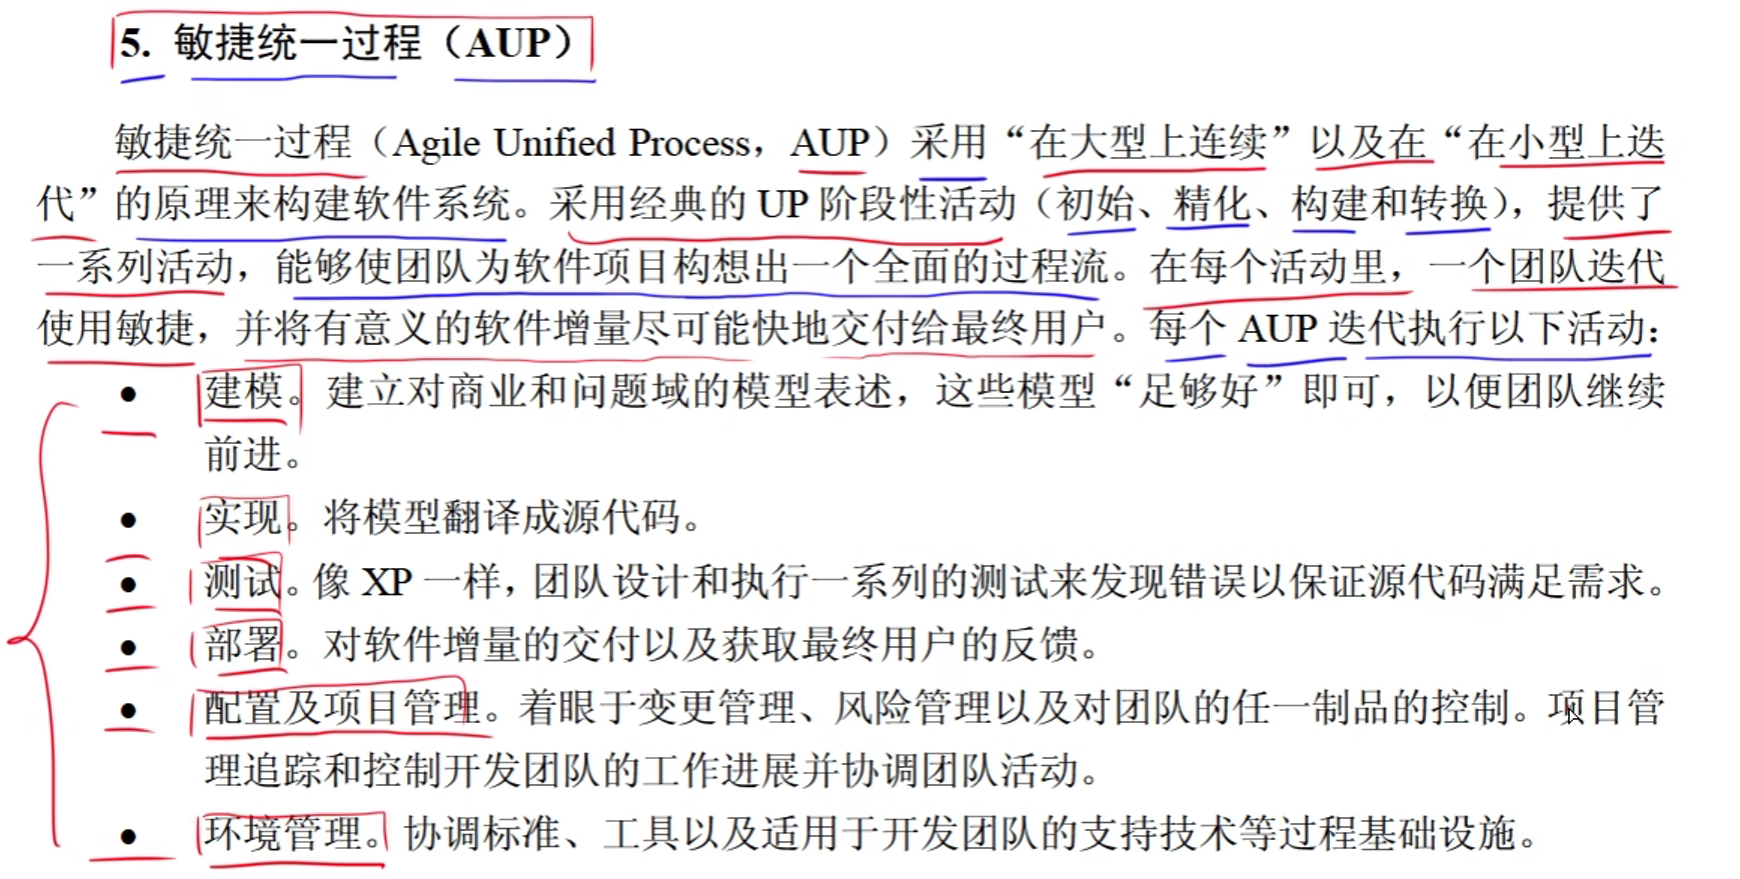 5. 敏捷统一过程（AUP）
敏捷统一过程（Agile Unified Process，AUP）采用“在大型上连续”以及在“在小型上迭
代”的原理来构建软件系统。采用经典的 UP 阶段性活动（初始、精化、构建和转换），提供了
一系列活动，能够使团队为软件项目构想出一个全面的过程流。在每个活动里，一个团队迭代
使用敏捷，并将有意义的软件增量尽可能快地交付给最终用户。每个 AUP 迭代执行以下活动：
● 建模。建立对商业和问题域的模型表述，这些模型“足够好”即可，以便团队继续
前进。
● 实现。将模型翻译成源代码。
● 测试。像 XP 一样，团队设计和执行一系列的测试来发现错误以保证源代码满足需求。
● 部署。对软件增量的交付以及获取最终用户的反馈。
● 配置及项目管理。着眼于变更管理、风险管理以及对团队的任一制品的控制。项目管
理追踪和控制开发团队的工作进展并协调团队活动。
● 环境管理。协调标准、工具以及适用于开发团队的支持技术等过程基础设施。